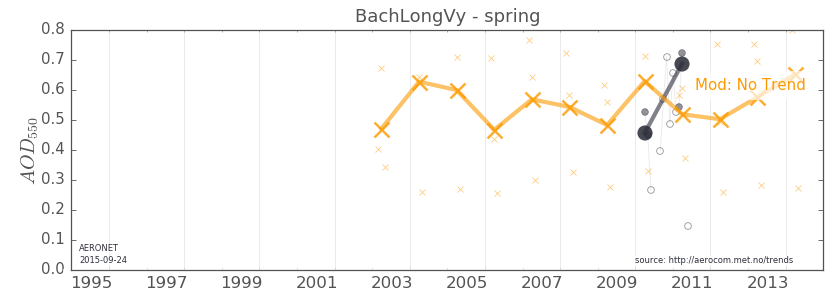 BachLongVy - spring
0.8
0.7
0.6
0.5
0.4
0.3
0.2
0.1
0.0
AOD550
Mod: No Trend
AERONET
2015-09-24
source: http://aerocom.met.no/trends
1995 1997 1999 2001 2003 2005 2007 2009 2011 2013